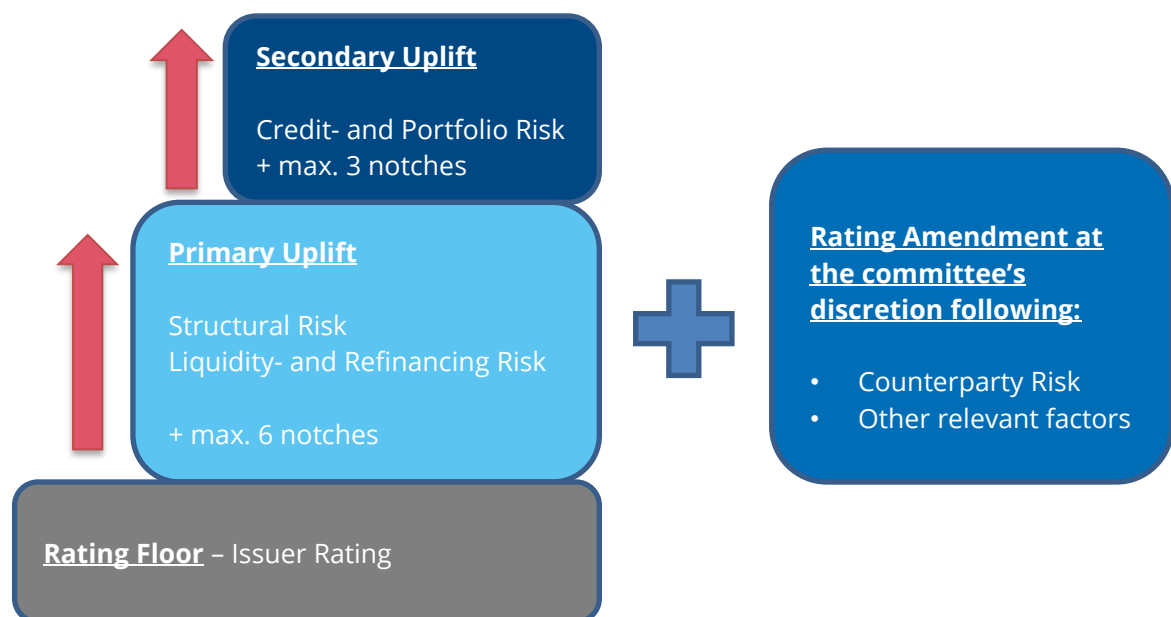 Secondary Uplift
Credit- and Portfolio Risk
+ max. 3 notches
Primary Uplift
Structural Risk
Liquidity- and Refinancing Risk
+ max. 6 notches
Rating Floor – Issuer Rating
Rating Amendment at
the committee’s
discretion following:
• Counterparty Risk
• Other relevant factors